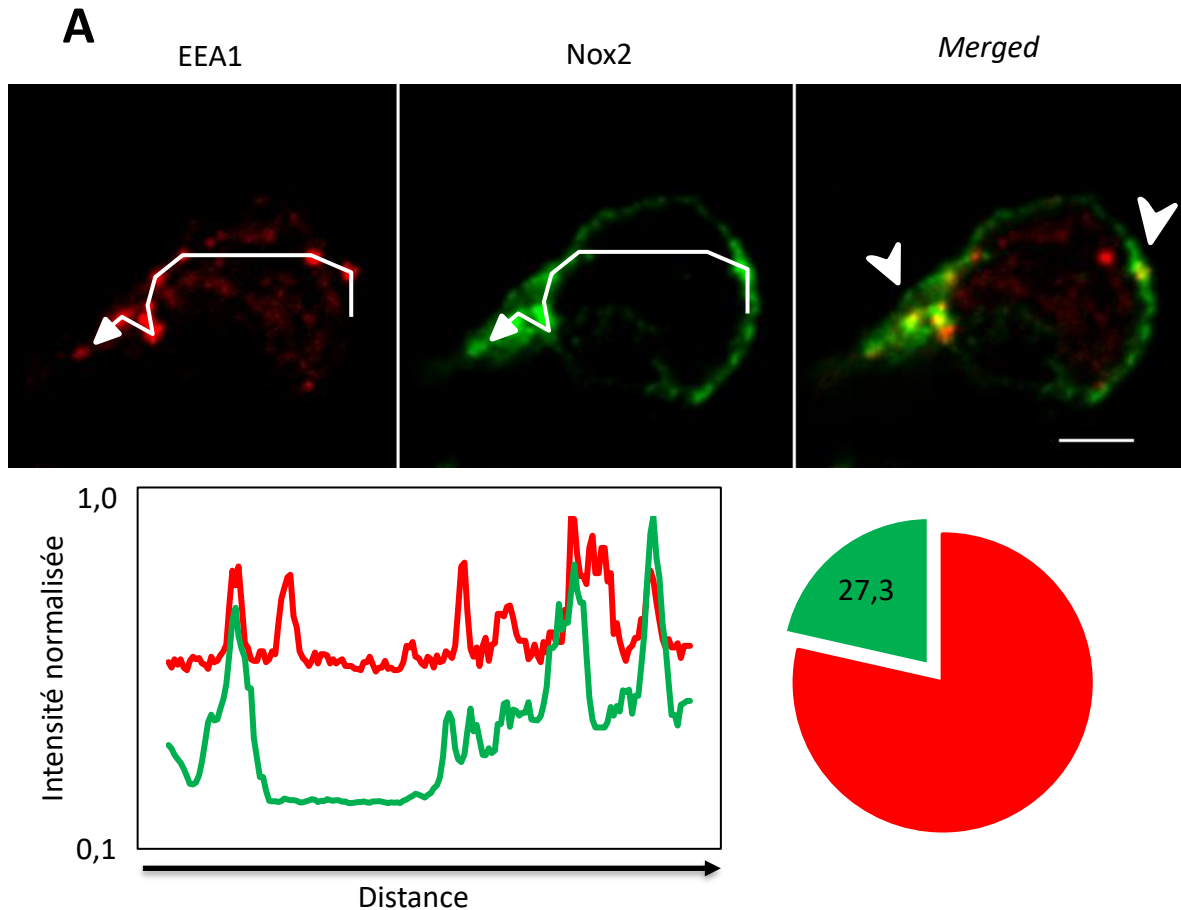 A
EEA1
Nox2
Merged
1,0
Intensité normalisée
0,1
Distance
27,3